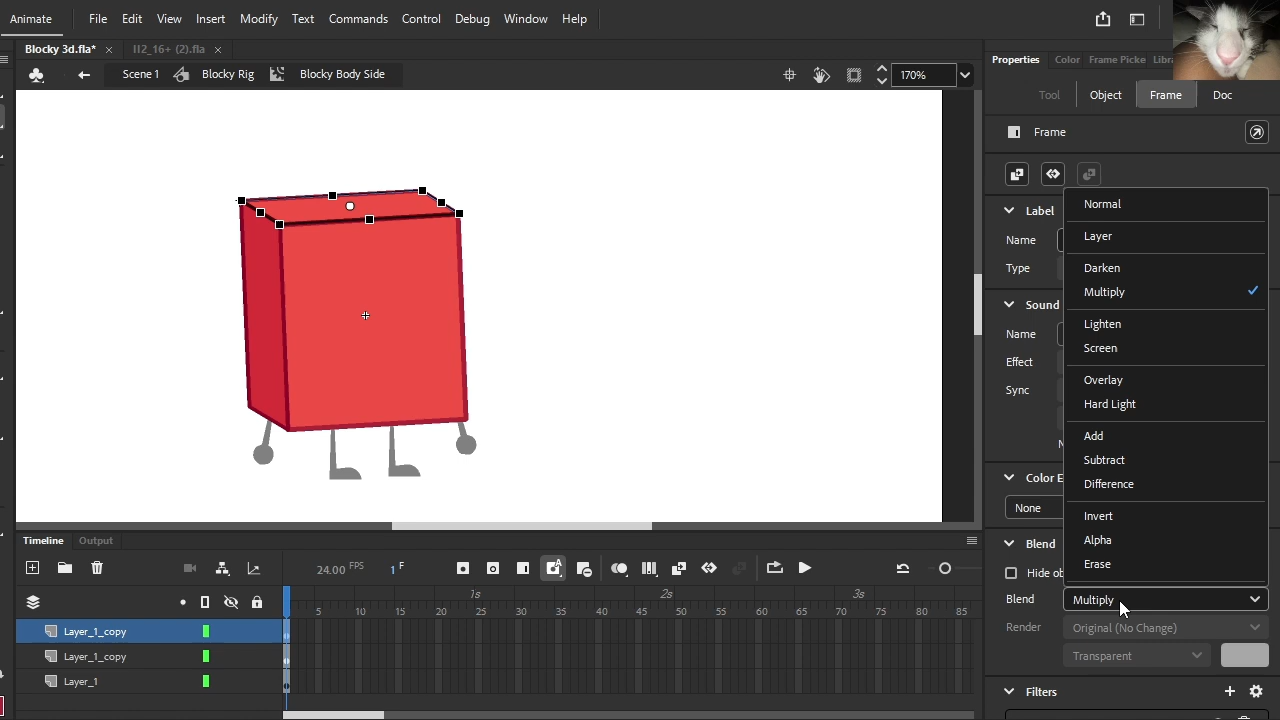 Animate File Edit View Insert Modify Text Commands Control Debug Window Help
Blocky 3d.fla* × II2_16+ (2).fla ×
Scene 1 Blocky Rig Blocky Body Side 170%
Properties Color Frame Picke Libr
Tool Object Frame Doc
Frame
Label
Name
Type
Sound
Name
Effect
Sync
Color E
None
Blend
Hide ob
Blend Multiply
Render Original (No Change)
Transparent
Filters
Normal
Layer
Darken
Multiply
Lighten
Screen
Overlay
Hard Light
Add
Subtract
Difference
Invert
Alpha
Erase
Timeline Output
24.00 FPS 1 F
1s 2s 3s
5 10 15 20 25 30 35 40 45 50 55 60 65 70 75 80 85
Layer_1_copy
Layer_1_copy
Layer_1